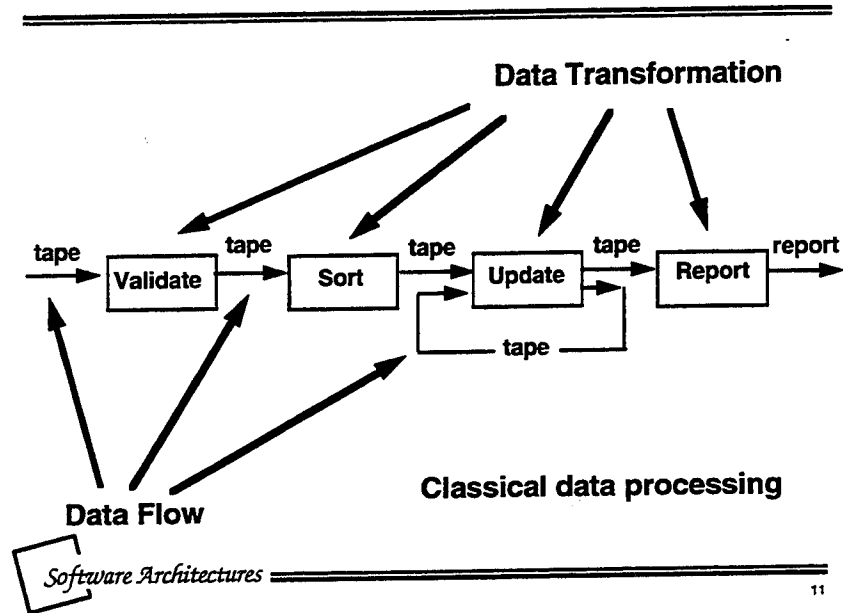 Data Transformation
tape tape tape tape report
Validate Sort Update Report
tape
Classical data processing
Data Flow
Software Architectures
11